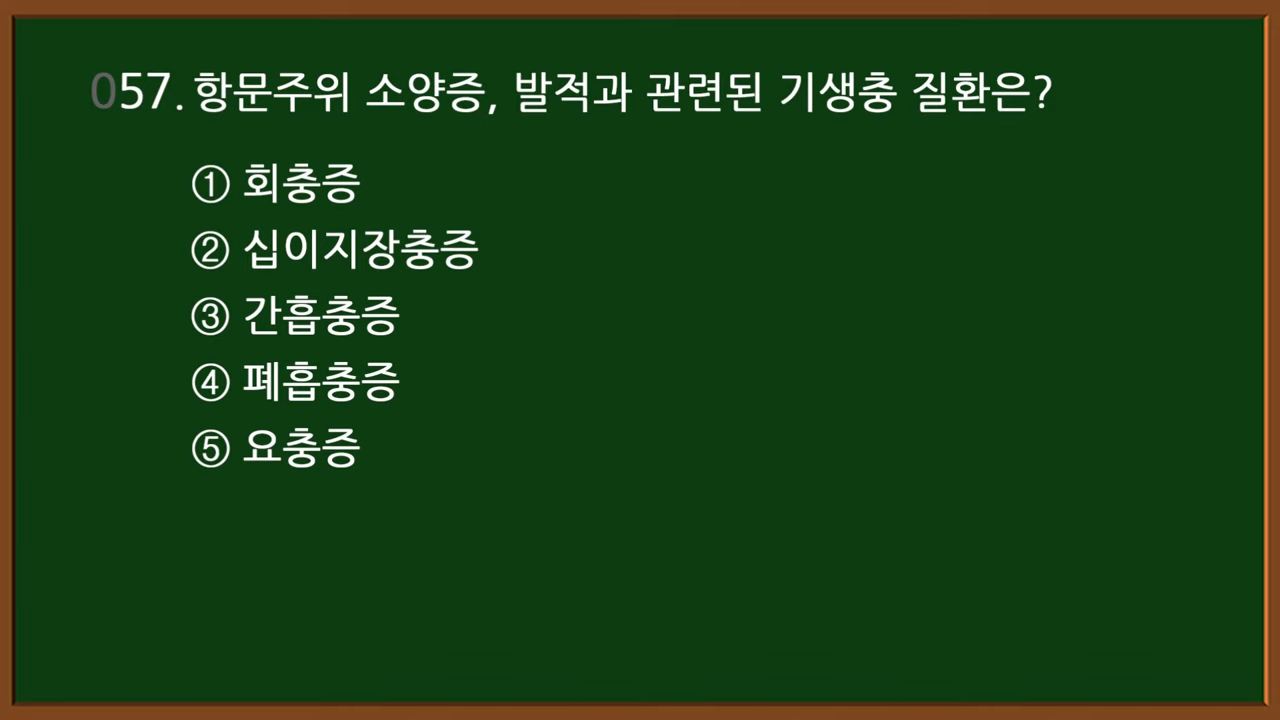 057. 항문주위 소양증, 발적과 관련된 기생충 질환은?
① 회충증
② 십이지장충증
③ 간흡충증
④ 폐흡충증
⑤ 요충증